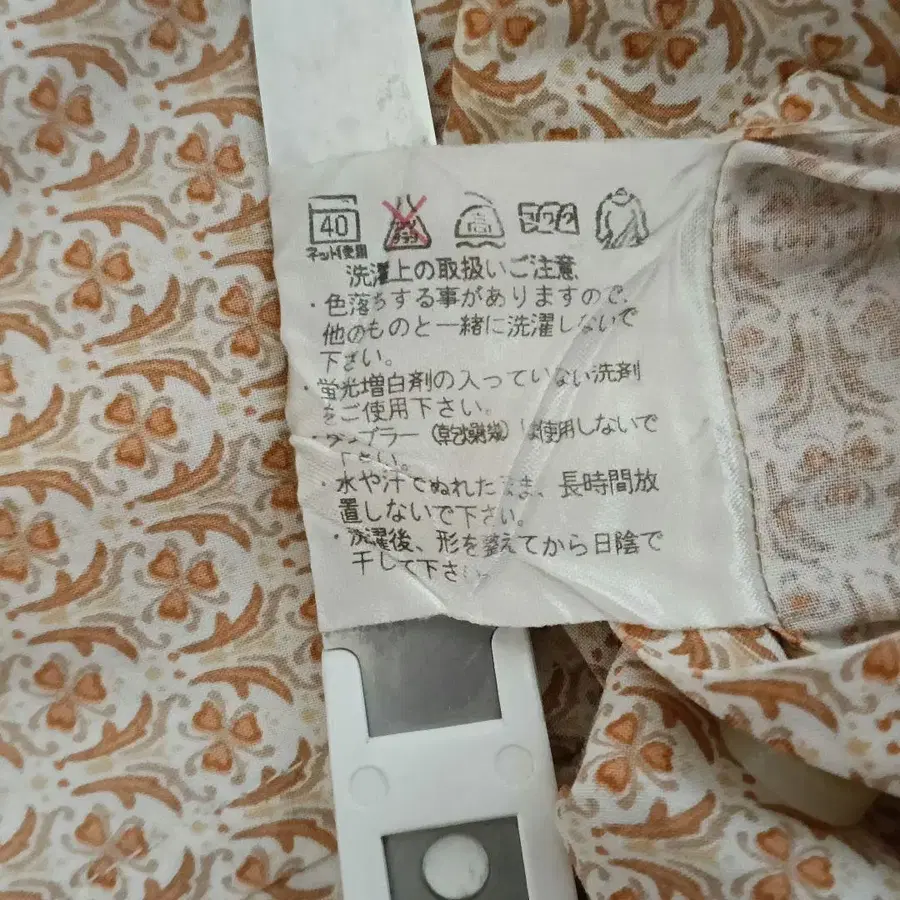 40
ネット使用
高
洗濯上の取扱いご注意
・色落ちする事がありますので、
他のものと一緒に洗濯しないで
下さい。
・蛍光増白剤の入っていない洗剤
をご使用下さい。
・タンブラー（乾燥機）は使用しないで
下さい。
・水や汗でぬれたまま、長時間放
置しないで下さい。
・洗濯後、形を整えてから日陰で
干して下さい。